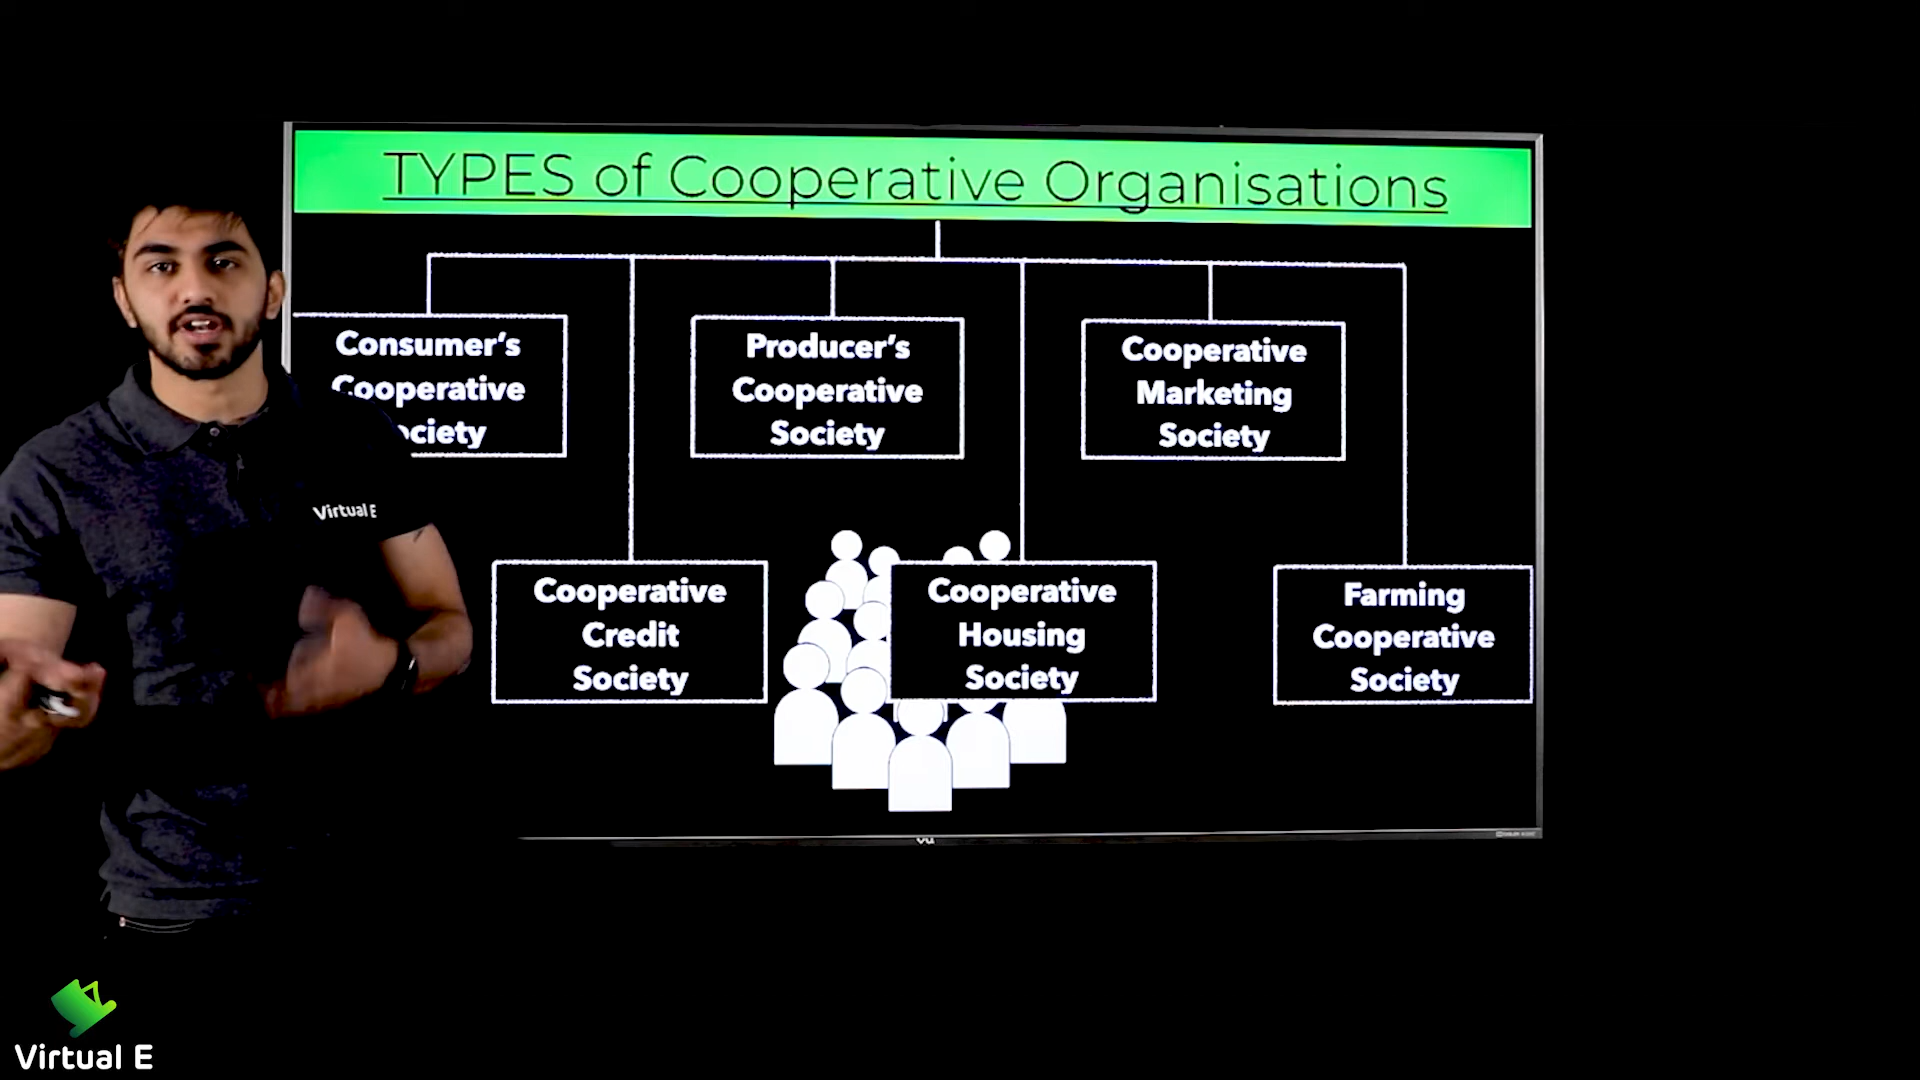 TYPES of Cooperative Organisations
Consumer's
Cooperative
Society
Producer's
Cooperative
Society
Cooperative
Marketing
Society
Cooperative
Credit
Society
Cooperative
Housing
Society
Farming
Cooperative
Society
Virtual E
Virtual E